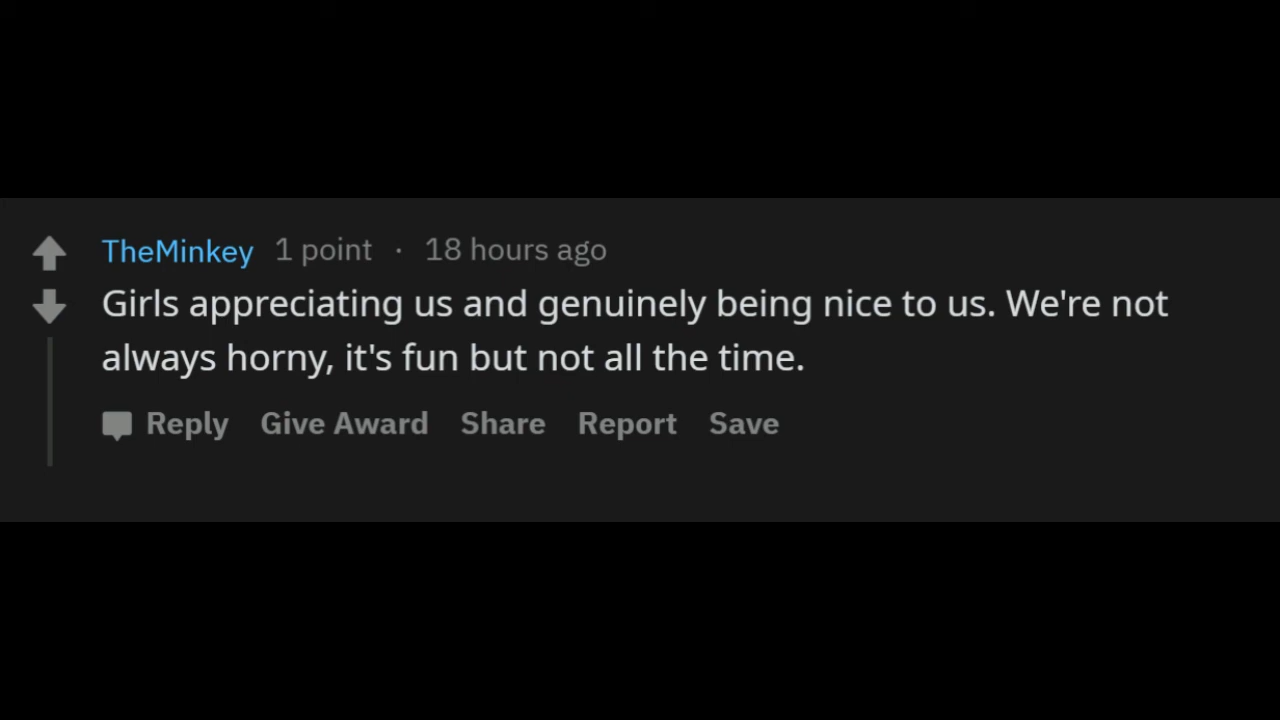 TheMinkey 1 point · 18 hours ago
Girls appreciating us and genuinely being nice to us. We're not
always horny, it's fun but not all the time.
Reply Give Award Share Report Save